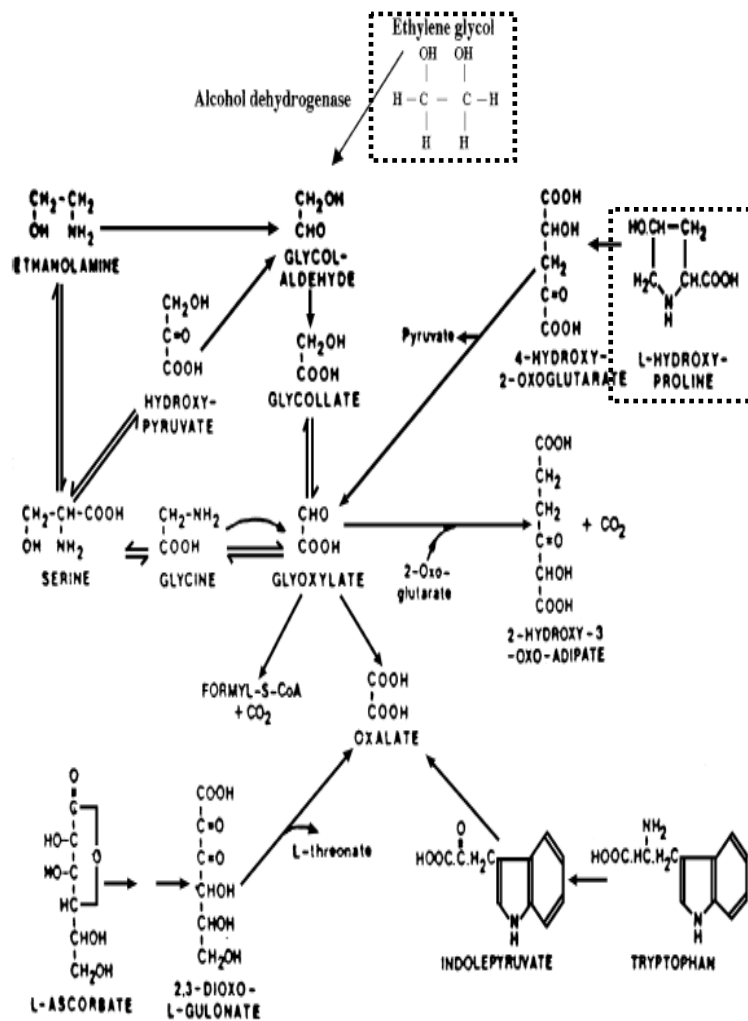 Ethylene glycol
OH OH
H – C – C – H
H H
Alcohol dehydrogenase
CH2–CH2
OH NH2
ETHANOLAMINE
CH2OH
CHO
GLYCOL-
ALDEHYDE
COOH
CHOH
CH2
C=O
COOH
4-HYDROXY-
2-OXOGLUTARATE
HO.CH–CH2
H2C CH.COOH
N
H
L-HYDROXY-
PROLINE
CH2OH
C=O
COOH
HYDROXY-
PYRUVATE
CH2OH
COOH
GLYCOLLATE
Pyruvate
CH2–CH–COOH
OH NH2
SERINE
CH2–NH2
COOH
GLYCINE
CHO
COOH
GLYOXYLATE
2-Oxo-
glutarate
COOH
CH2
CH2
C=O
CHOH
COOH
+ CO2
2-HYDROXY-3
-OXO-ADIPATE
FORMYL-S-CoA
+ CO2
COOH
COOH
OXALATE
O
C
HO-C
HO-C
O
HC
CHOH
CH2OH
L-ASCORBATE
COOH
C=O
C=O
CHOH
CHOH
CH2OH
2,3-DIOXO-
L-GULONATE
L-threonate
O
HOOC.C.H2C
N
H
INDOLEPYRUVATE
NH2
HOOC.CH.H2C
N
H
TRYPTOPHAN